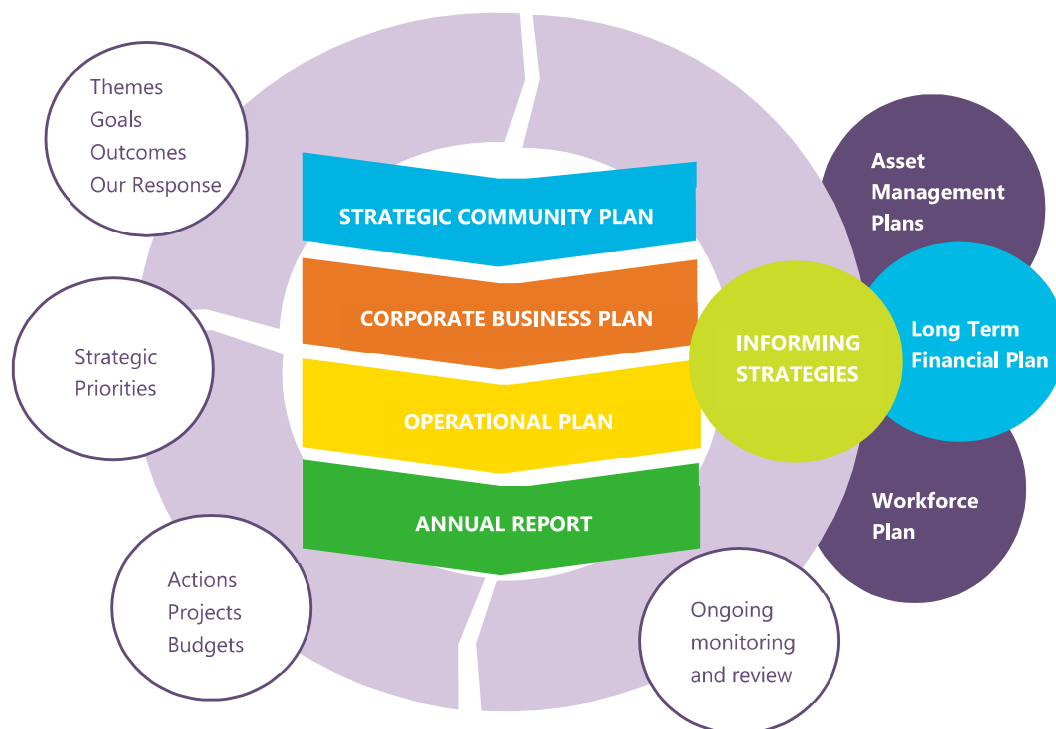 Themes
Goals
Outcomes
Our Response
STRATEGIC COMMUNITY PLAN
Asset
Management
Plans
Strategic
Priorities
CORPORATE BUSINESS PLAN
INFORMING
STRATEGIES
Long Term
Financial Plan
OPERATIONAL PLAN
ANNUAL REPORT
Workforce
Plan
Actions
Projects
Budgets
Ongoing
monitoring
and review